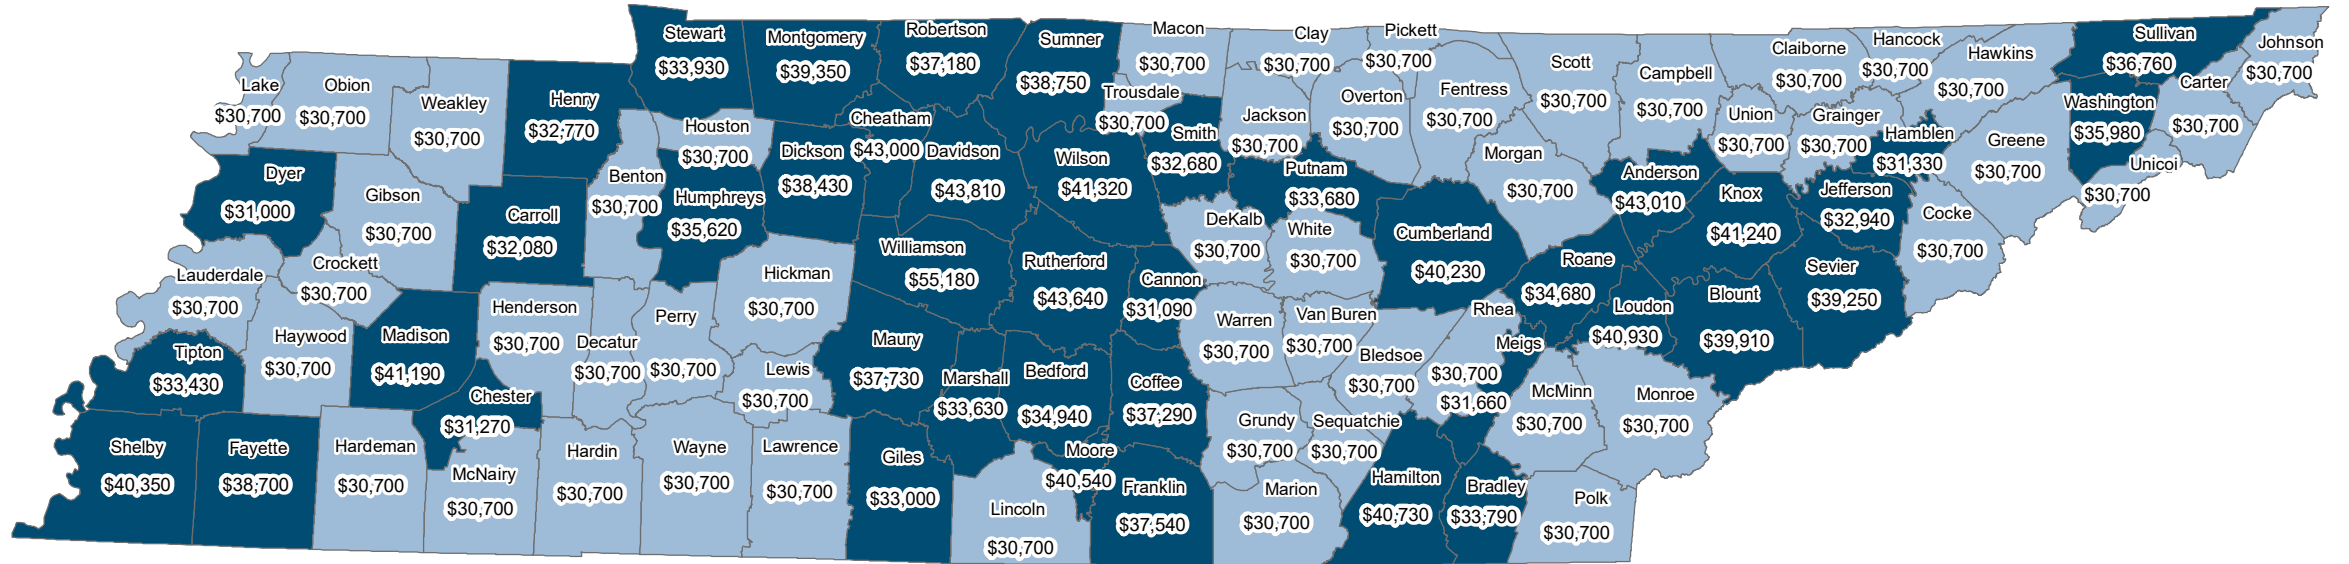 Lake
$30,700
Obion
$30,700
Weakley
$30,700
Henry
$32,770
Stewart
$33,930
Montgomery
$39,350
Robertson
$37,180
Sumner
$38,750
Macon
$30,700
Trousdale
$30,700
Clay
$30,700
Pickett
$30,700
Scott
$30,700
Campbell
$30,700
Claiborne
$30,700
Hancock
$30,700
Hawkins
$30,700
Sullivan
$36,760
Johnson
$30,700
Carter
$30,700
Washington
$35,980
Unicoi
$30,700
Greene
$30,700
Hamblen
$31,330
Grainger
$30,700
Union
$30,700
Anderson
$43,010
Morgan
$30,700
Fentress
$30,700
Overton
$30,700
Jackson
$30,700
Smith
$32,680
Putnam
$33,680
Wilson
$41,320
Davidson
$43,810
Cheatham
$43,000
Dickson
$38,430
Houston
$30,700
Humphreys
$35,620
Benton
$30,700
Carroll
$32,080
Gibson
$30,700
Dyer
$31,000
Lauderdale
$30,700
Crockett
$30,700
Haywood
$30,700
Tipton
$33,430
Madison
$41,190
Henderson
$30,700
Decatur
$30,700
Perry
$30,700
Hickman
$30,700
Lewis
$30,700
Williamson
$55,180
Maury
$37,730
Rutherford
$43,640
Cannon
$31,090
DeKalb
$30,700
White
$30,700
Cumberland
$40,230
Roane
$34,680
Knox
$41,240
Jefferson
$32,940
Cocke
$30,700
Sevier
$39,250
Blount
$39,910
Loudon
$40,930
Rhea
$30,700
Meigs
$31,660
Bledsoe
$30,700
Van Buren
$30,700
Warren
$30,700
Marshall
$33,630
Bedford
$34,940
Coffee
$37,290
Grundy
$30,700
Sequatchie
$30,700
McMinn
$30,700
Monroe
$30,700
Polk
$30,700
Bradley
$33,790
Hamilton
$40,730
Marion
$30,700
Franklin
$37,540
Moore
$40,540
Lincoln
$30,700
Giles
$33,000
Lawrence
$30,700
Wayne
$30,700
Hardin
$30,700
McNairy
$30,700
Chester
$31,270
Hardeman
$30,700
Fayette
$38,700
Shelby
$40,350